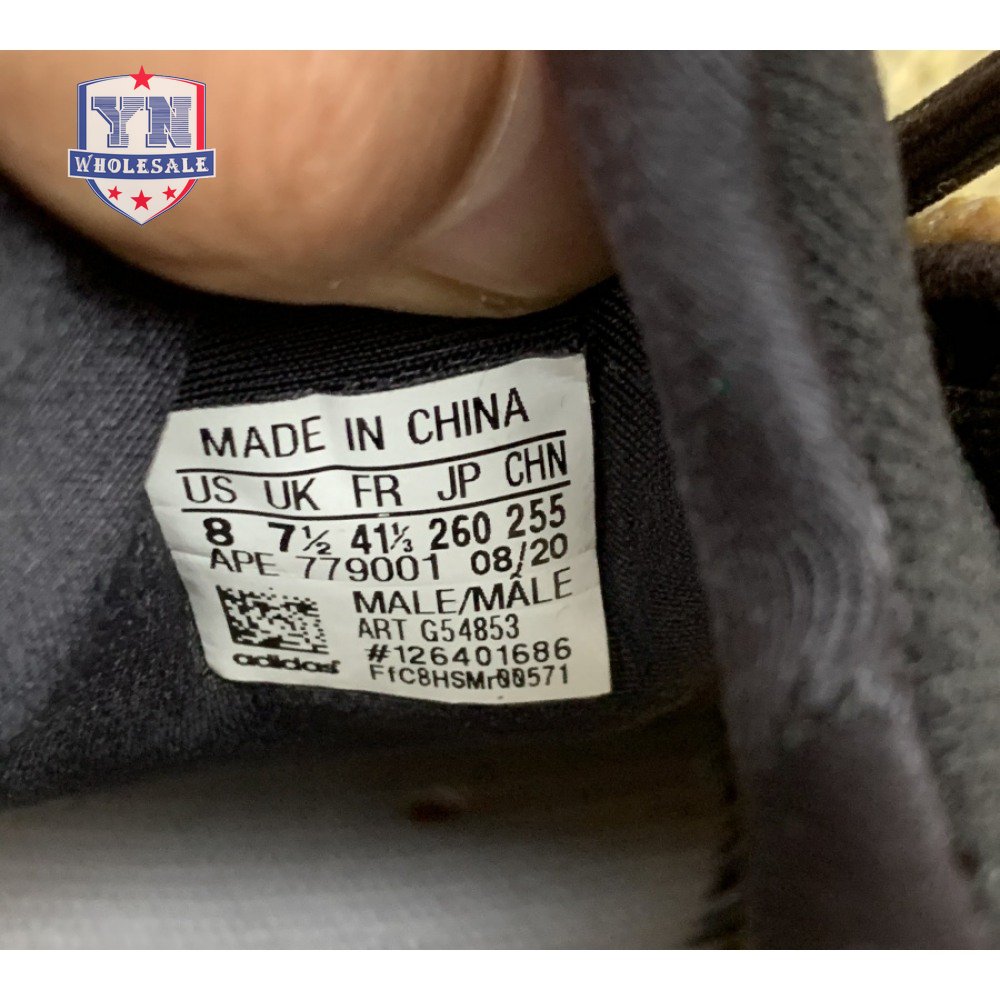 YN
WHOLESALE
MADE IN CHINA
US UK FR JP CHN
8 7½ 41⅓ 260 255
APE 779001 08/20
MALE/MÂLE
ART G54853
#126401686
FfC8HSMr00571
adidas